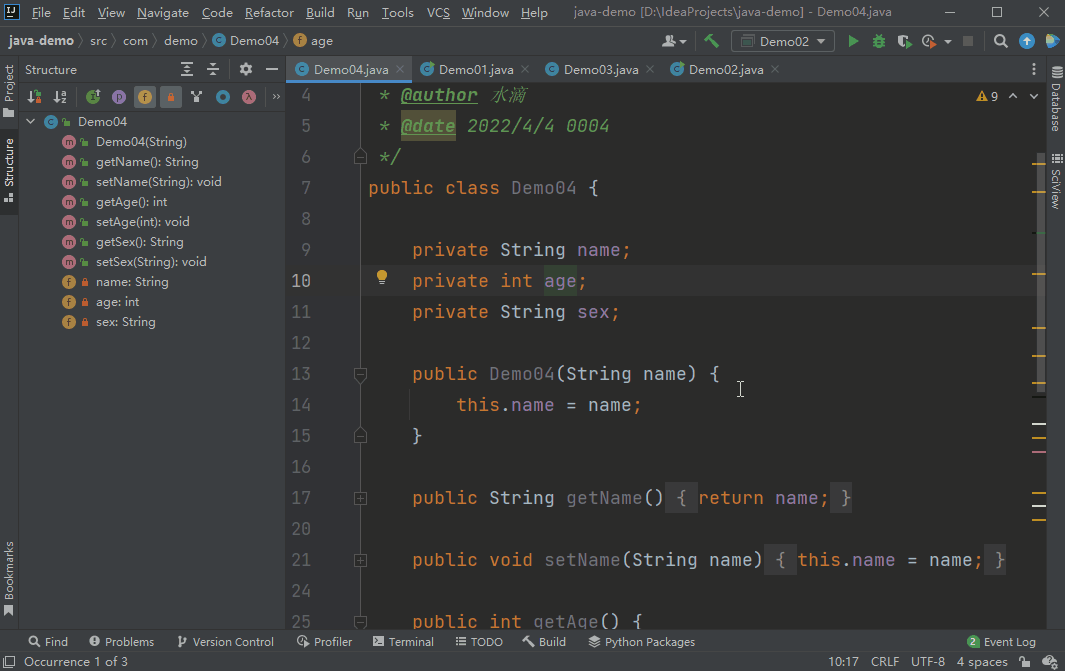 File Edit View Navigate Code Refactor Build Run Tools VCS Window Help java-demo [D:\IdeaProjects\java-demo] - Demo04.java
java-demo src com demo Demo04 age Demo02
Project
Structure
Bookmarks
Structure
Demo04
Demo04(String)
getName(): String
setName(String): void
getAge(): int
setAge(int): void
getSex(): String
setSex(String): void
name: String
age: int
sex: String
Demo04.java Demo01.java Demo03.java Demo02.java
9
4 * @author 水滴
5 * @date 2022/4/4 0004
6 */
7 public class Demo04 {
8
9 private String name;
10 private int age;
11 private String sex;
12
13 public Demo04(String name) {
14 this.name = name;
15 }
16
17 public String getName() { return name; }
20
21 public void setName(String name) { this.name = name; }
24
25 public int getAge() {
Database
SciView
Find Problems Version Control Profiler Terminal TODO Build Python Packages 2 Event Log
Occurrence 1 of 3 10:17 CRLF UTF-8 4 spaces